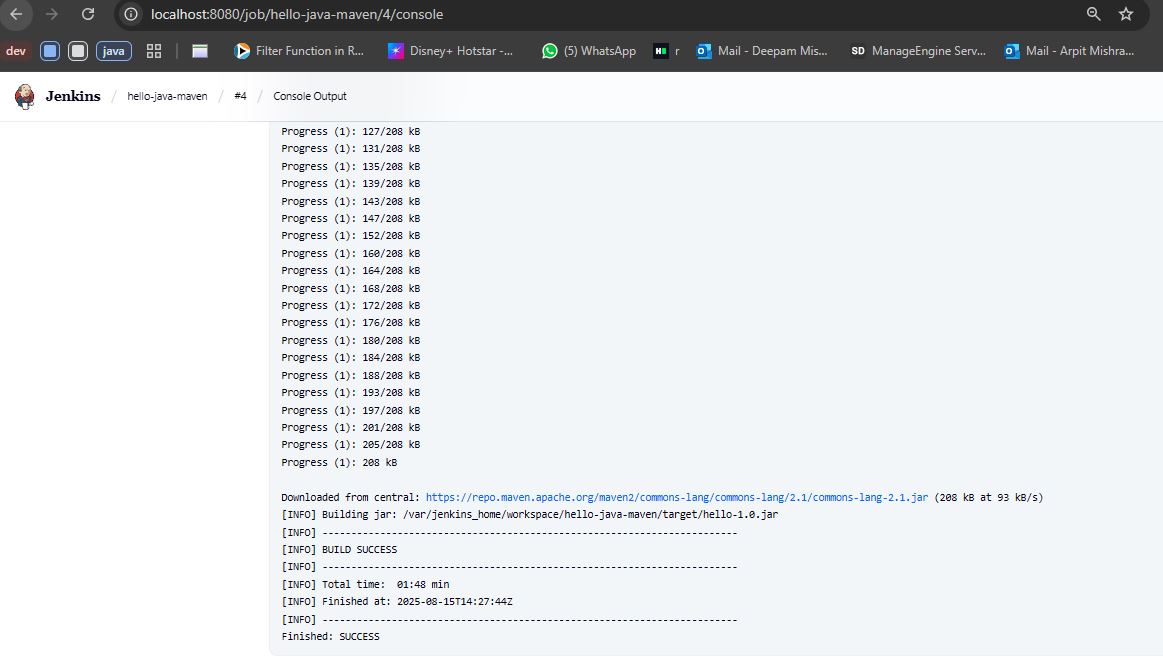 localhost:8080/job/hello-java-maven/4/console
dev java Filter Function in R... Disney+ Hotstar -... (5) WhatsApp H r Mail - Deepam Mis... SD ManageEngine Serv... Mail - Arpit Mishra...
Jenkins / hello-java-maven / #4 / Console Output
Progress (1): 127/208 kB
Progress (1): 131/208 kB
Progress (1): 135/208 kB
Progress (1): 139/208 kB
Progress (1): 143/208 kB
Progress (1): 147/208 kB
Progress (1): 152/208 kB
Progress (1): 160/208 kB
Progress (1): 164/208 kB
Progress (1): 168/208 kB
Progress (1): 172/208 kB
Progress (1): 176/208 kB
Progress (1): 180/208 kB
Progress (1): 184/208 kB
Progress (1): 188/208 kB
Progress (1): 193/208 kB
Progress (1): 197/208 kB
Progress (1): 201/208 kB
Progress (1): 205/208 kB
Progress (1): 208 kB
Downloaded from central: https://repo.maven.apache.org/maven2/commons-lang/commons-lang/2.1/commons-lang-2.1.jar (208 kB at 93 kB/s)
[INFO] Building jar: /var/jenkins_home/workspace/hello-java-maven/target/hello-1.0.jar
[INFO] ------------------------------------------------------------------------
[INFO] BUILD SUCCESS
[INFO] ------------------------------------------------------------------------
[INFO] Total time:  01:48 min
[INFO] Finished at: 2025-08-15T14:27:44Z
[INFO] ------------------------------------------------------------------------
Finished: SUCCESS